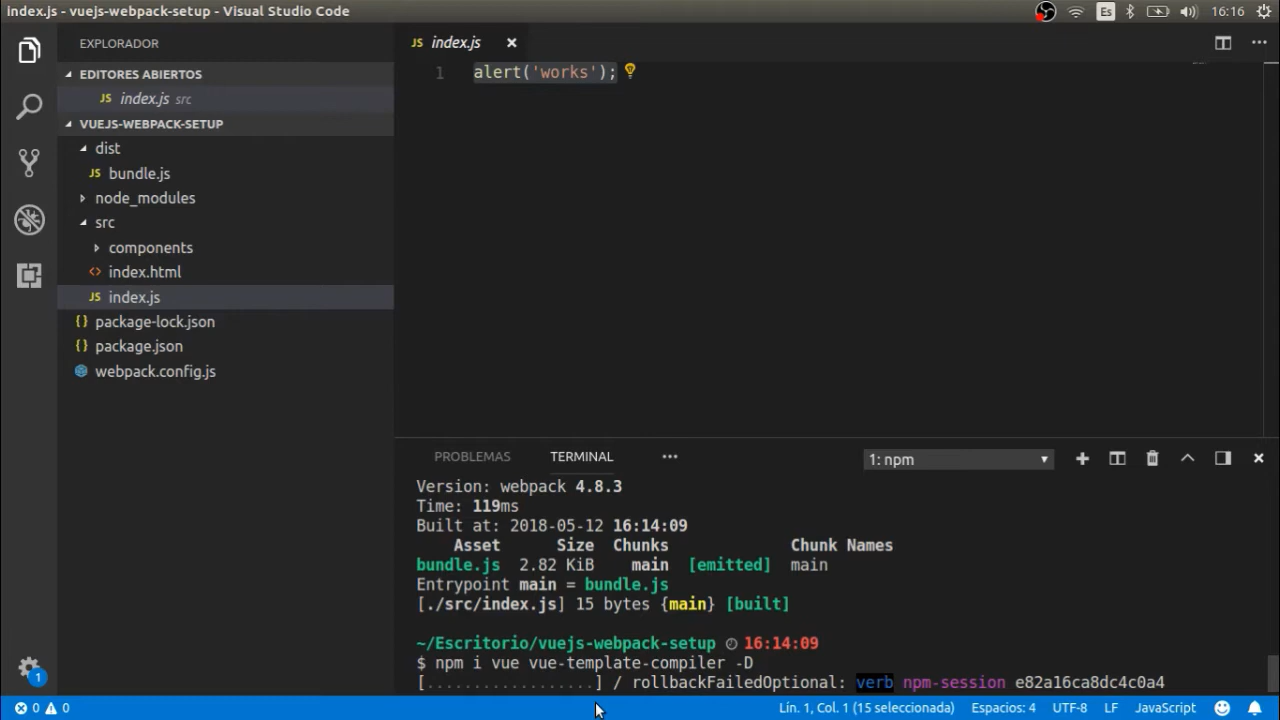 index.js - vuejs-webpack-setup - Visual Studio Code
Es
16:16
EXPLORADOR
EDITORES ABIERTOS
JS index.js src
VUEJS-WEBPACK-SETUP
dist
JS bundle.js
node_modules
src
components
<> index.html
JS index.js
{} package-lock.json
{} package.json
webpack.config.js
1
JS index.js
1 alert('works');
PROBLEMAS TERMINAL
1: npm
Version: webpack 4.8.3
Time: 119ms
Built at: 2018-05-12 16:14:09
Asset Size Chunks Chunk Names
bundle.js 2.82 KiB main [emitted] main
Entrypoint main = bundle.js
[./src/index.js] 15 bytes {main} [built]
~/Escritorio/vuejs-webpack-setup 16:14:09
$ npm i vue vue-template-compiler -D
[.................] / rollbackFailedOptional: verb npm-session e82a16ca8dc4c0a4
0 0
Lín. 1, Col. 1 (15 seleccionada) Espacios: 4 UTF-8 LF JavaScript